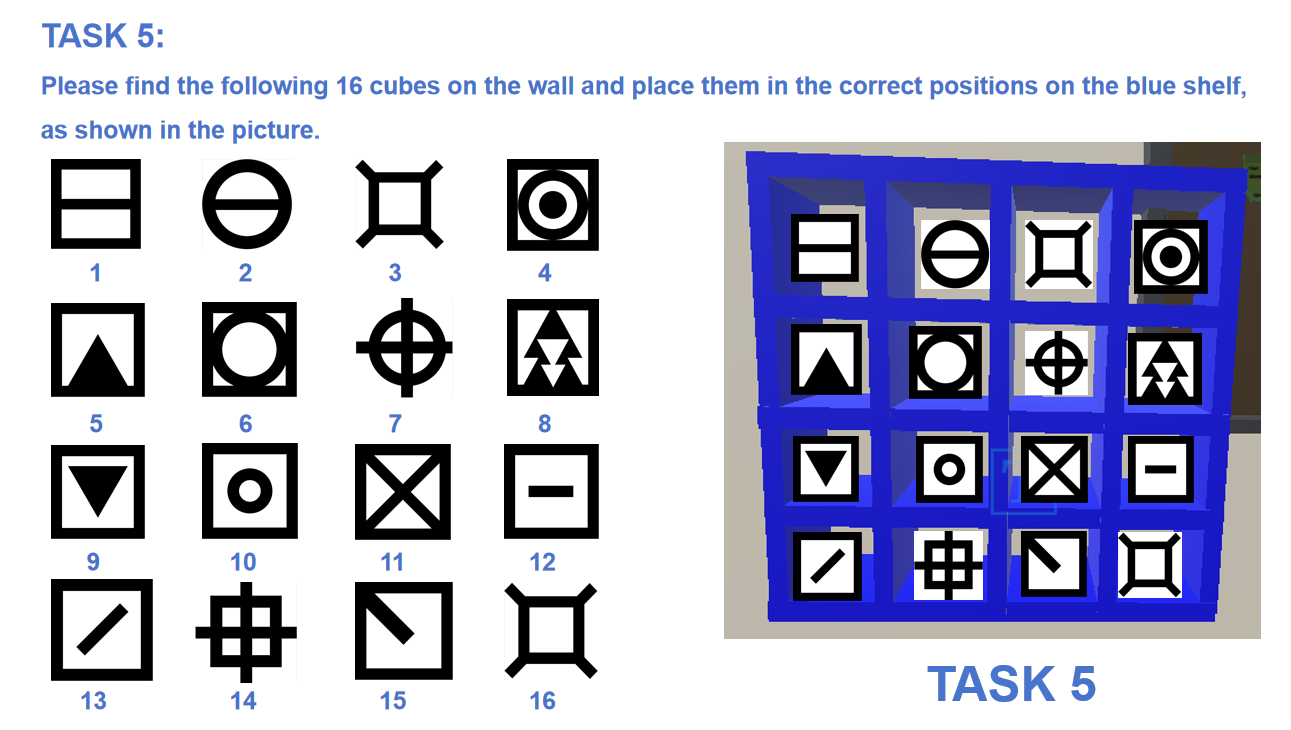 TASK 5:
Please find the following 16 cubes on the wall and place them in the correct positions on the blue shelf,
as shown in the picture.
1 2 3 4
5 6 7 8
9 10 11 12
13 14 15 16
TASK 5